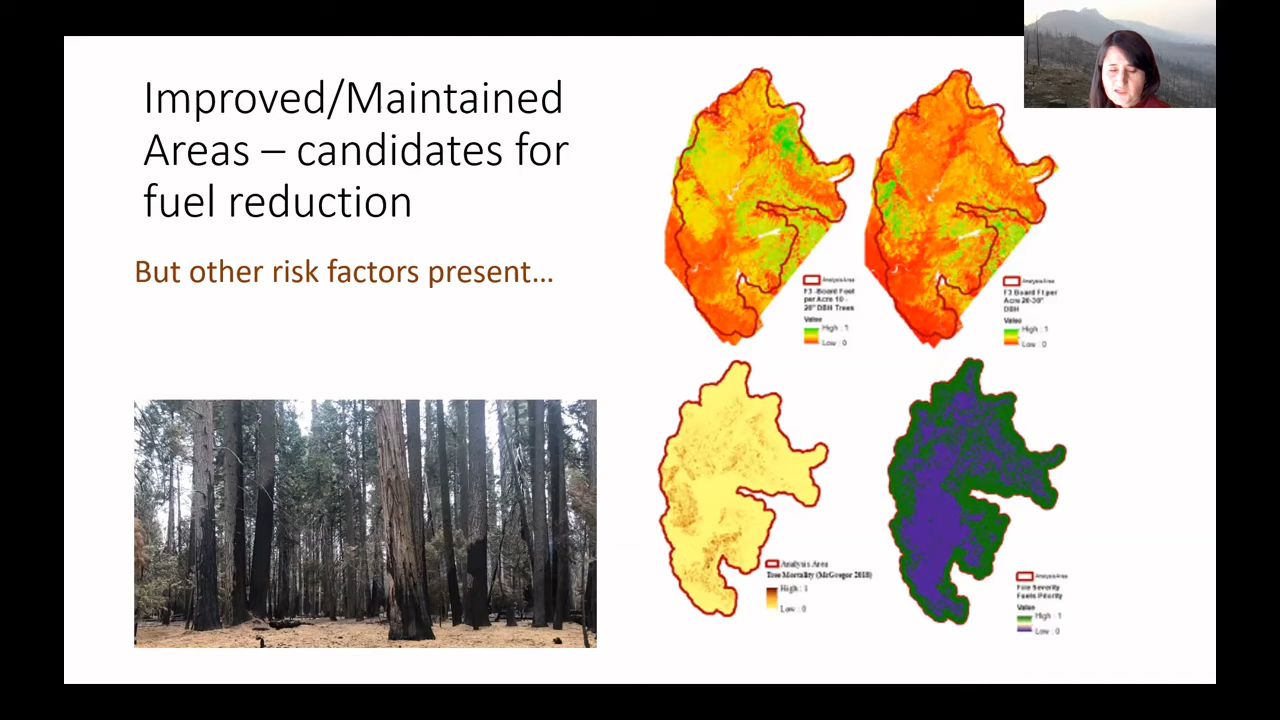 Improved/Maintained
Areas – candidates for
fuel reduction
But other risk factors present…
Analysis Area
F3 -Board Feet
per Acre 10 -
20" DBH Trees
Value
High : 1
Low : 0
Analysis Area
F3 Board Ft per
Acre 20-30"
DBH
Value
High : 1
Low : 0
Analysis Area
Tree Mortality (McGregor 2018)
High : 1
Low : 0
Analysis Area
Fire Severity
Fuels Priority
Value
High : 1
Low : 0